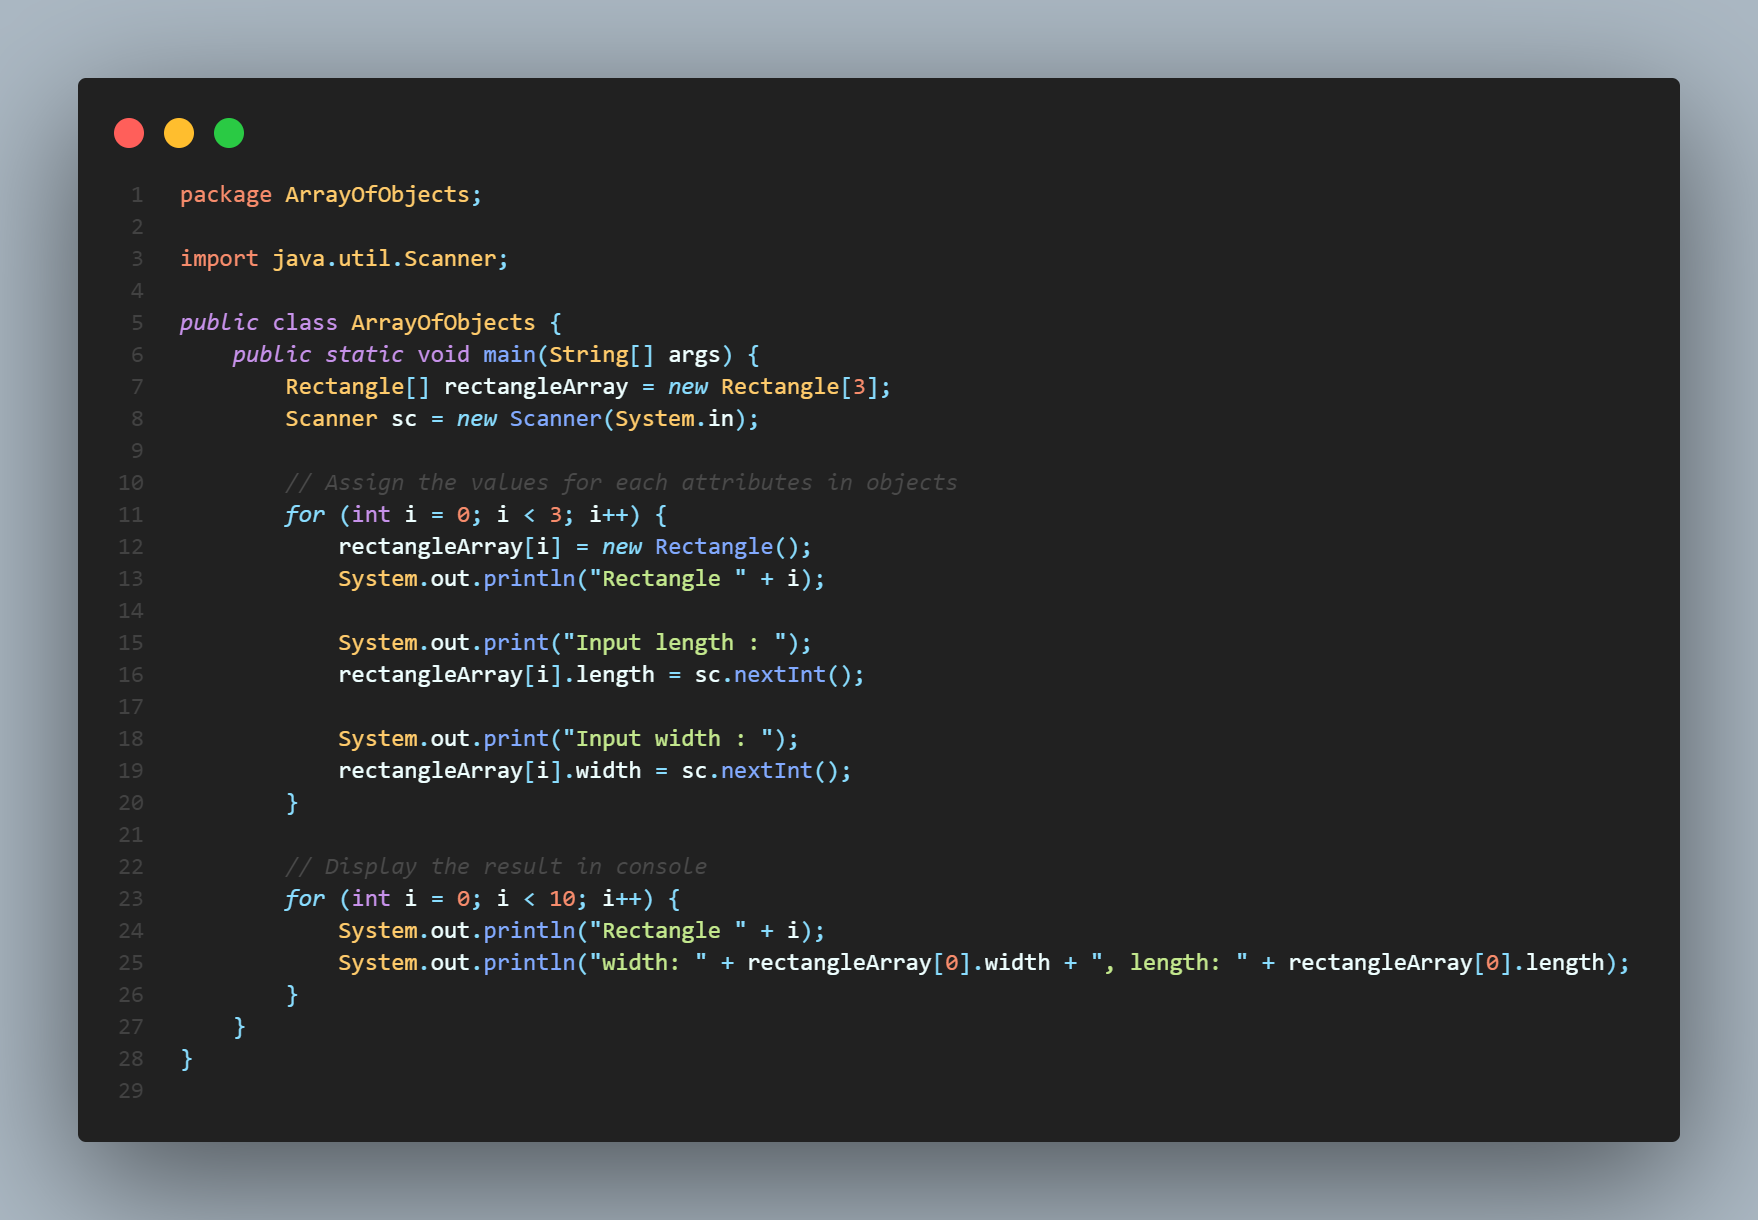 1 package ArrayOfObjects;
2
3 import java.util.Scanner;
4
5 public class ArrayOfObjects {
6     public static void main(String[] args) {
7         Rectangle[] rectangleArray = new Rectangle[3];
8         Scanner sc = new Scanner(System.in);
9
10         // Assign the values for each attributes in objects
11         for (int i = 0; i < 3; i++) {
12             rectangleArray[i] = new Rectangle();
13             System.out.println("Rectangle " + i);
14
15             System.out.print("Input length : ");
16             rectangleArray[i].length = sc.nextInt();
17
18             System.out.print("Input width : ");
19             rectangleArray[i].width = sc.nextInt();
20         }
21
22         // Display the result in console
23         for (int i = 0; i < 10; i++) {
24             System.out.println("Rectangle " + i);
25             System.out.println("width: " + rectangleArray[0].width + ", length: " + rectangleArray[0].length);
26         }
27     }
28 }
29